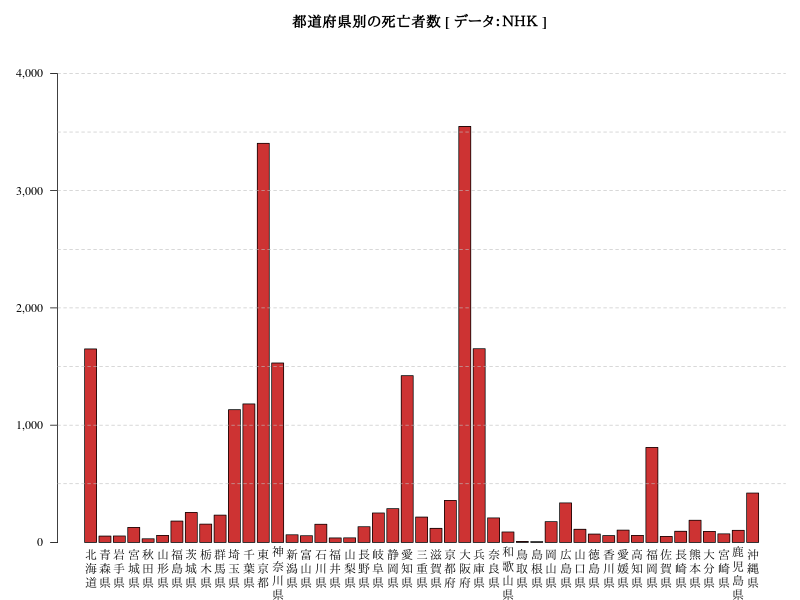 都道府県別の死亡者数 [ データ：NHK ]
4,000
3,000
2,000
1,000
0
北海道
青森県
岩手県
宮城県
秋田県
山形県
福島県
茨城県
栃木県
群馬県
埼玉県
千葉県
東京都
神奈川県
新潟県
富山県
石川県
福井県
山梨県
長野県
岐阜県
静岡県
愛知県
三重県
滋賀県
京都府
大阪府
兵庫県
奈良県
和歌山県
鳥取県
島根県
岡山県
広島県
山口県
徳島県
香川県
愛媛県
高知県
福岡県
佐賀県
長崎県
熊本県
大分県
宮崎県
鹿児島県
沖縄県